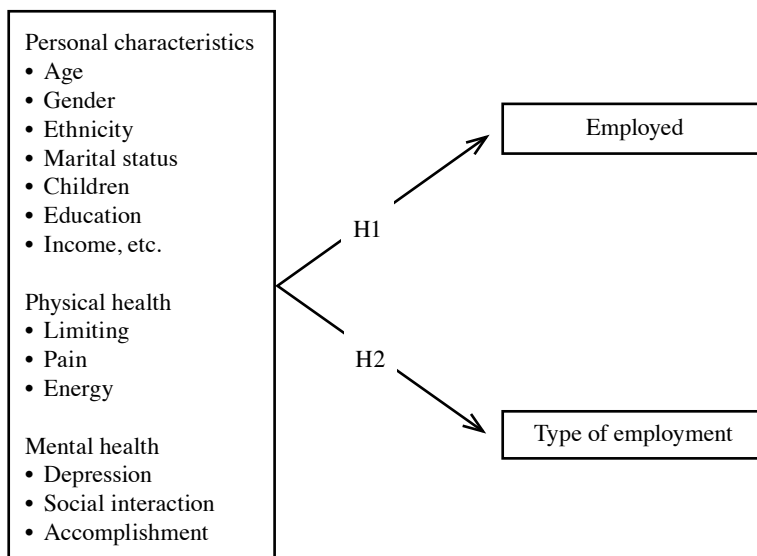 Personal characteristics
• Age
• Gender
• Ethnicity
• Marital status
• Children
• Education
• Income, etc.
Physical health
• Limiting
• Pain
• Energy
Mental health
• Depression
• Social interaction
• Accomplishment
H1
H2
Employed
Type of employment